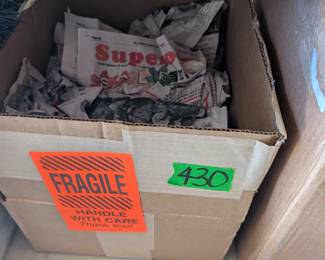 Super
FRAGILE
HANDLE
WITH CARE
Thank You!
430